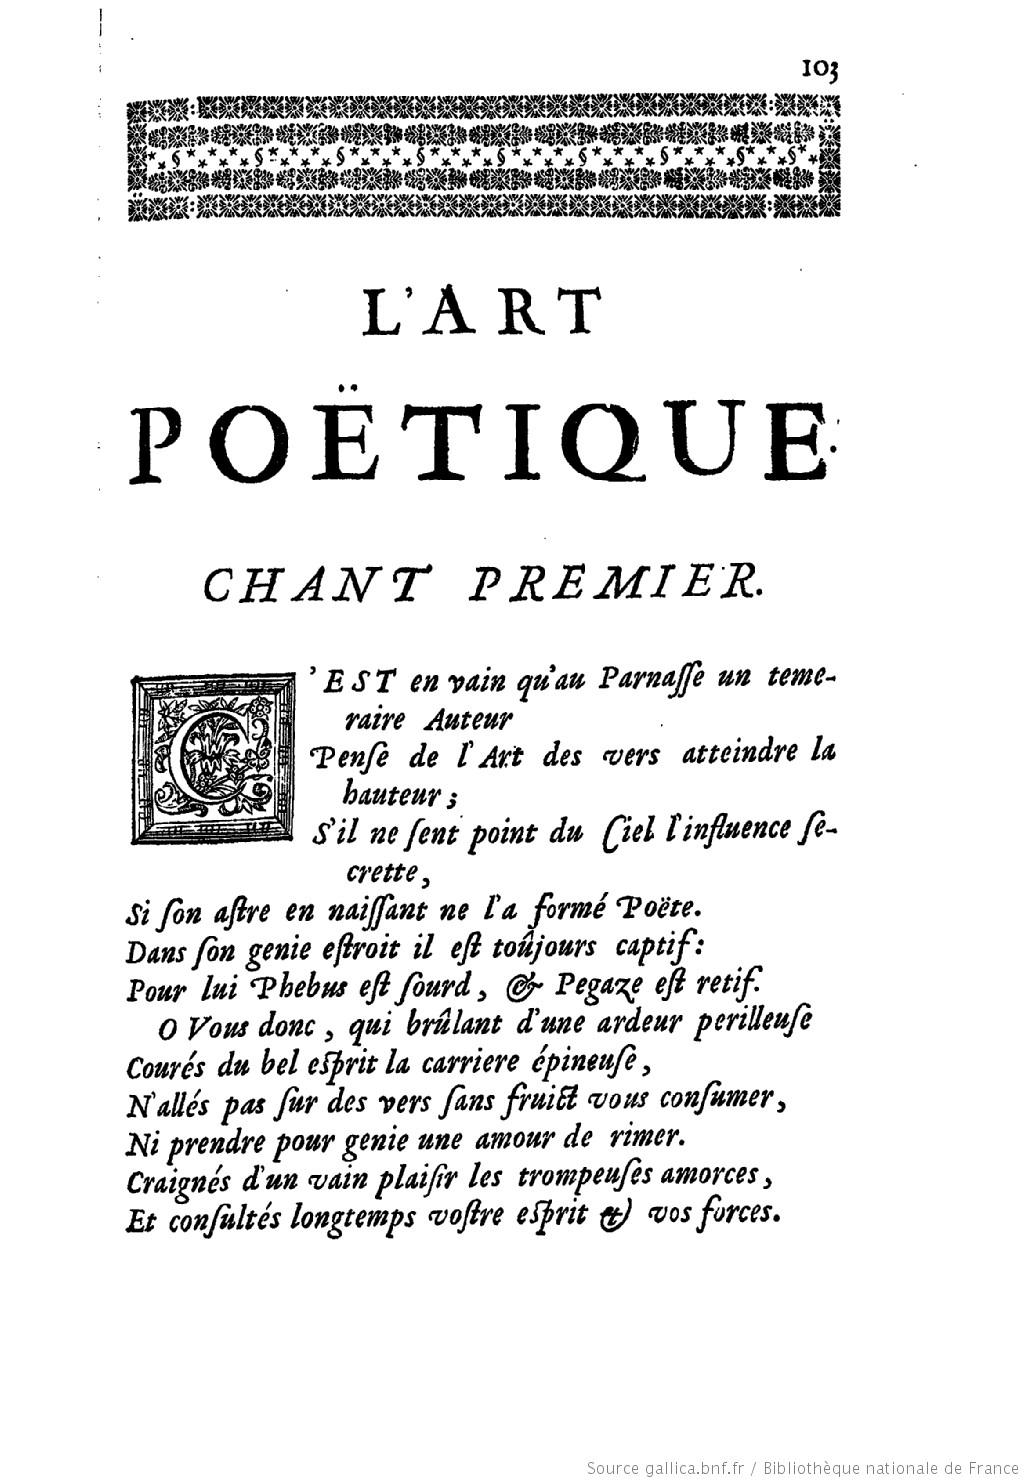 103
L'ART
POËTIQUE.
CHANT PREMIER.
C'EST en vain qu'au Parnaſſe un teme-
raire Auteur
Penſe de l'Art des vers atteindre la
hauteur;
S'il ne ſent point du Ciel l'influence ſe-
crette,
Si ſon aſtre en naiſſant ne l'a formé Poëte.
Dans ſon genie eſtroit il eſt toûjours captif:
Pour lui Phebus eſt ſourd, & Pegaze eſt retif.
O Vous donc, qui brûlant d'une ardeur perilleuſe
Courés du bel eſprit la carriere épineuſe,
N'allés pas ſur des vers ſans fruict vous conſumer,
Ni prendre pour genie une amour de rimer.
Craignés d'un vain plaiſir les trompeuſes amorces,
Et conſultés longtemps voſtre eſprit & vos forces.
Source gallica.bnf.fr / Bibliothèque nationale de France